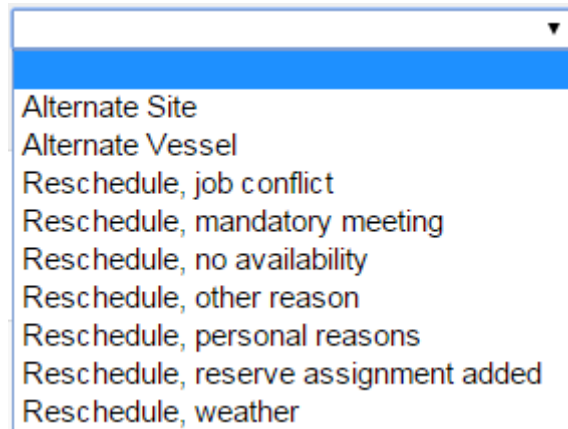 Alternate Site
Alternate Vessel
Reschedule, job conflict
Reschedule, mandatory meeting
Reschedule, no availability
Reschedule, other reason
Reschedule, personal reasons
Reschedule, reserve assignment added
Reschedule, weather